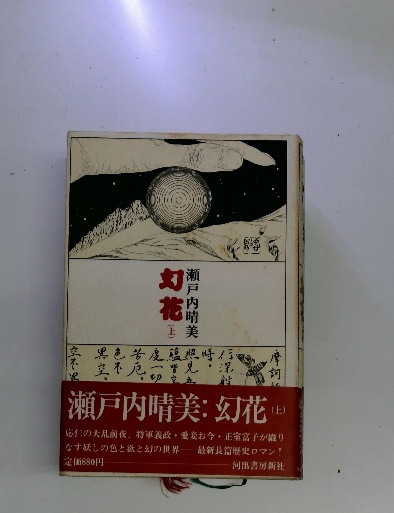 瀬戸内晴美
幻花
(上)
摩訶
行深般
時。
照見五
蘊皆空
度一切
苦厄。
色不
異空。
空不異
瀬戸内晴美:幻花(上)
応仁の大乱前夜、将軍義政・愛妾お今・正室富子が織り
なす妖しの色と欲と幻の世界──最新長篇歴史ロマン!
定価880円──河出書房新社